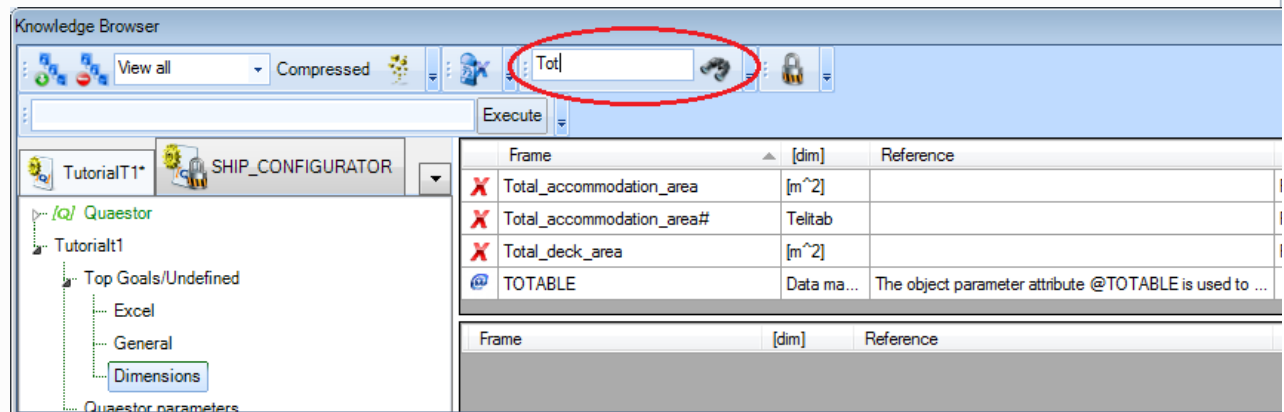 Knowledge Browser
View all Compressed Tot
Execute
TutorialT1* SHIP_CONFIGURATOR
Frame [dim] Reference
Total_accommodation_area [m^2]
Total_accommodation_area# Telitab
Total_deck_area [m^2]
@ TOTABLE Data ma... The object parameter attribute @TOTABLE is used to ...
Frame [dim] Reference
[Q] Quaestor
Tutorialt1
Top Goals/Undefined
Excel
General
Dimensions
Quaestor parameters